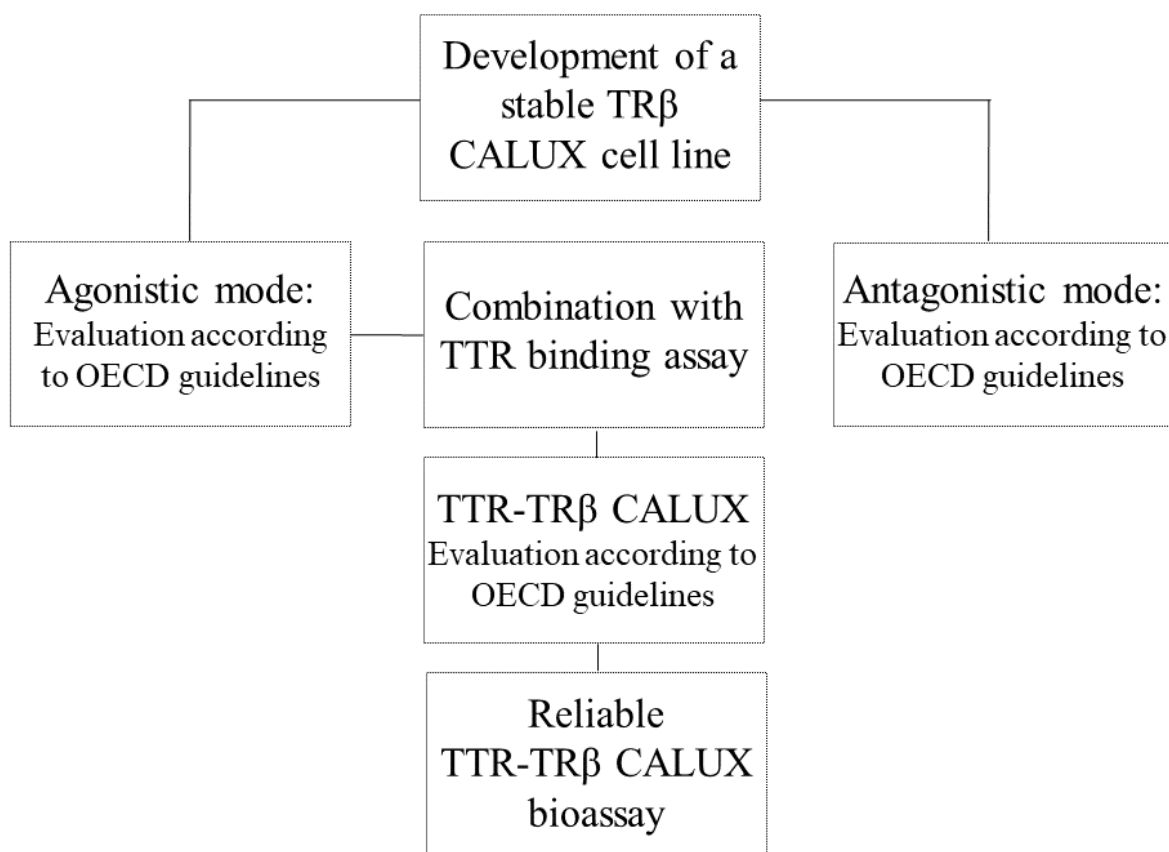 Development of a
stable TRβ
CALUX cell line
Agonistic mode:
Evaluation according
to OECD guidelines
Combination with
TTR binding assay
Antagonistic mode:
Evaluation according to
OECD guidelines
TTR-TRβ CALUX
Evaluation according to
OECD guidelines
Reliable
TTR-TRβ CALUX
bioassay